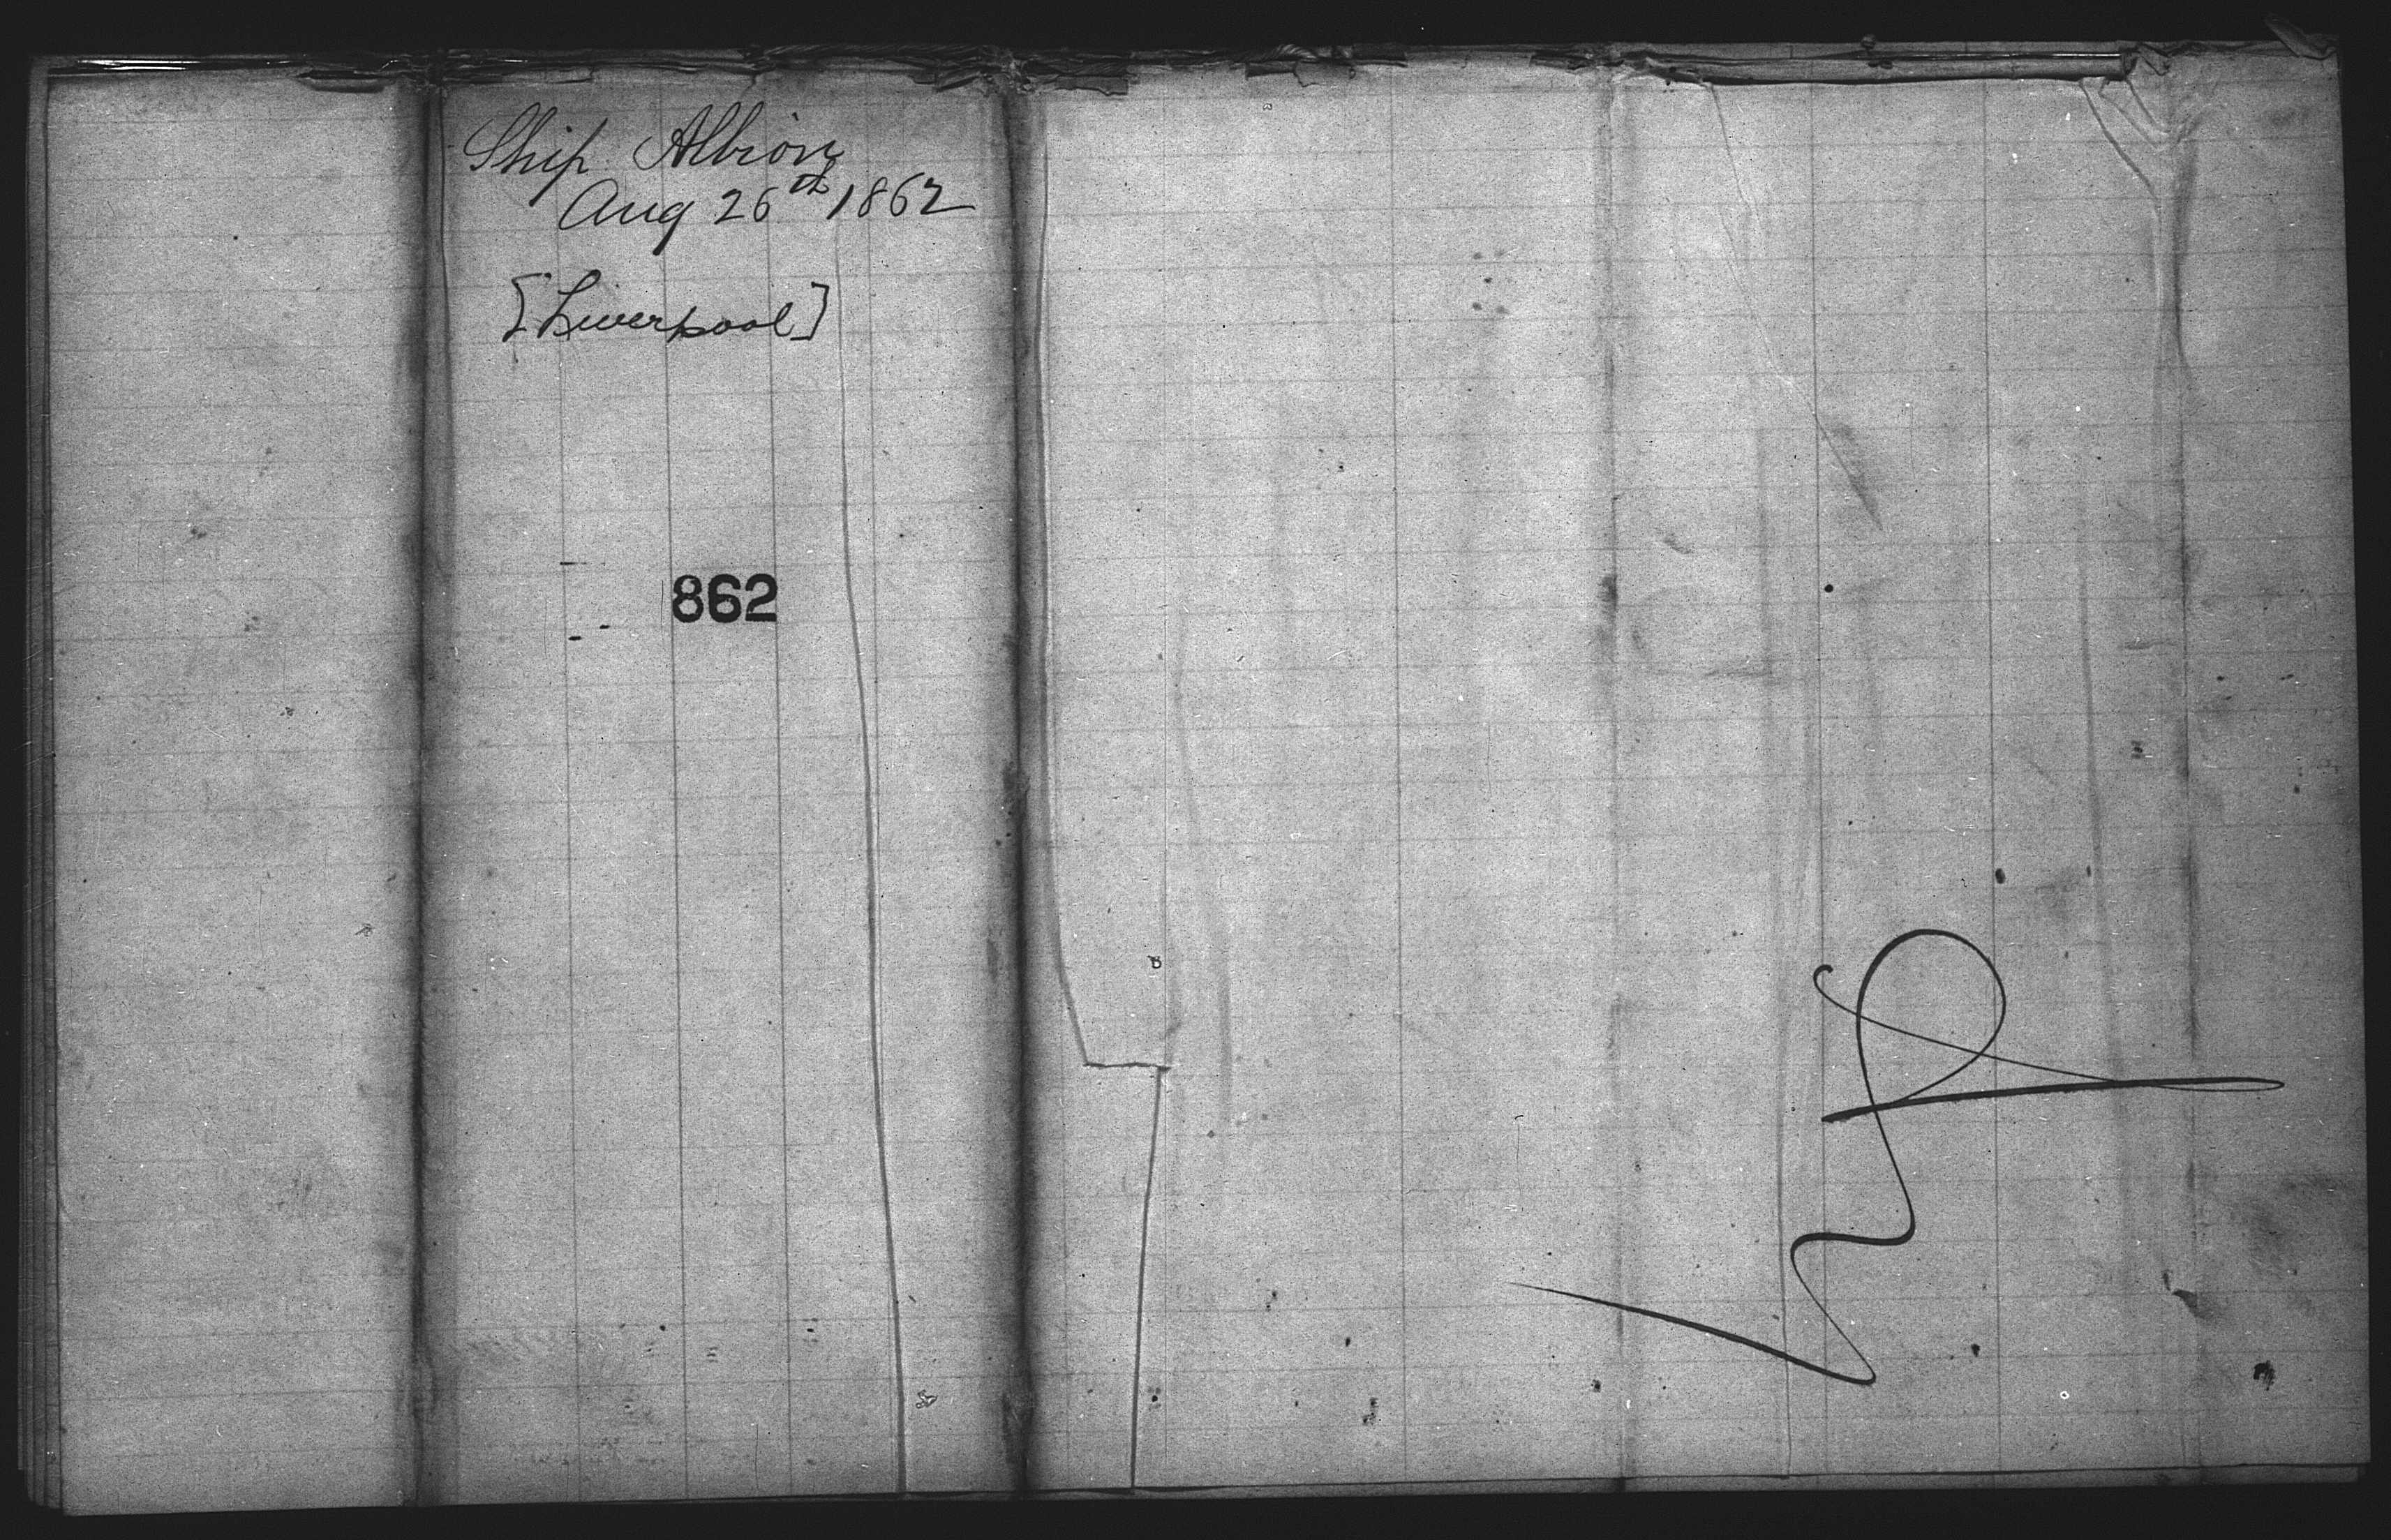 Ship Albion
Aug 26th 1862
[Liverpool]
862